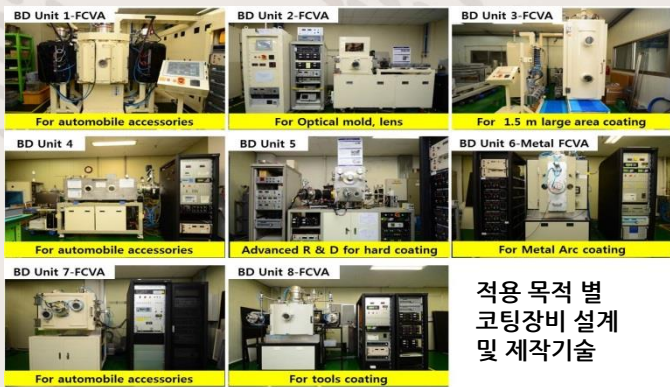 BD Unit 1-FCVA
For automobile accessories
BD Unit 2-FCVA
For Optical mold, lens
BD Unit 3-FCVA
For 1.5 m large area coating
BD Unit 4
For automobile accessories
BD Unit 5
Advanced R & D for hard coating
BD Unit 6-Metal FCVA
For Metal Arc coating
BD Unit 7-FCVA
For automobile accessories
BD Unit 8-FCVA
For tools coating
적용 목적 별
코팅장비 설계
및 제작기술